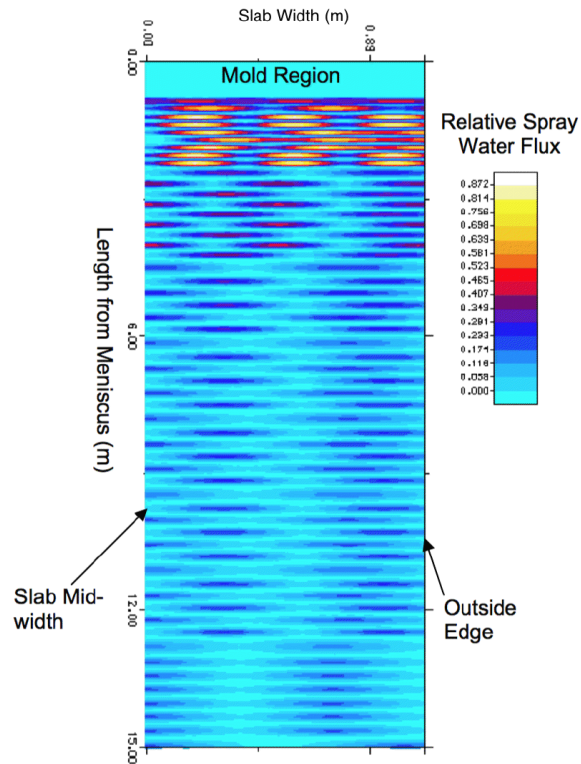 Slab Width (m)
0.00
0.89
0.00
Mold Region
Relative Spray
Water Flux
0.872
0.814
0.756
0.698
0.639
0.581
0.523
0.465
0.407
0.349
0.291
0.233
0.174
0.116
0.058
0.000
Length from Meniscus (m)
6.00
12.00
15.00
Slab Mid-
width
Outside
Edge